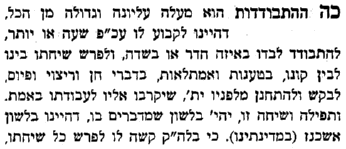 כה ההתבודדות הוא מעלה עליונה וגדולה מן הכל,
דהיינו לקבוע לו עכ"פ שעה או יותר,
להתבודד לבדו באיזה חדר או בשדה, ולפרש שיחתו בינו
לבין קונו, בטענות ואמתלאות, בדברי חן וריצוי ופיוס,
לבקש ולהתחנן מלפניו ית', שיקרבו אליו לעבודתו באמת.
ותפילה ושיחה זו, יהי' בלשון שמדברים בו, דהיינו בלשון
אשכנז (במדינתינו). כי בלה"ק קשה לו לפרש כל שיחתו,